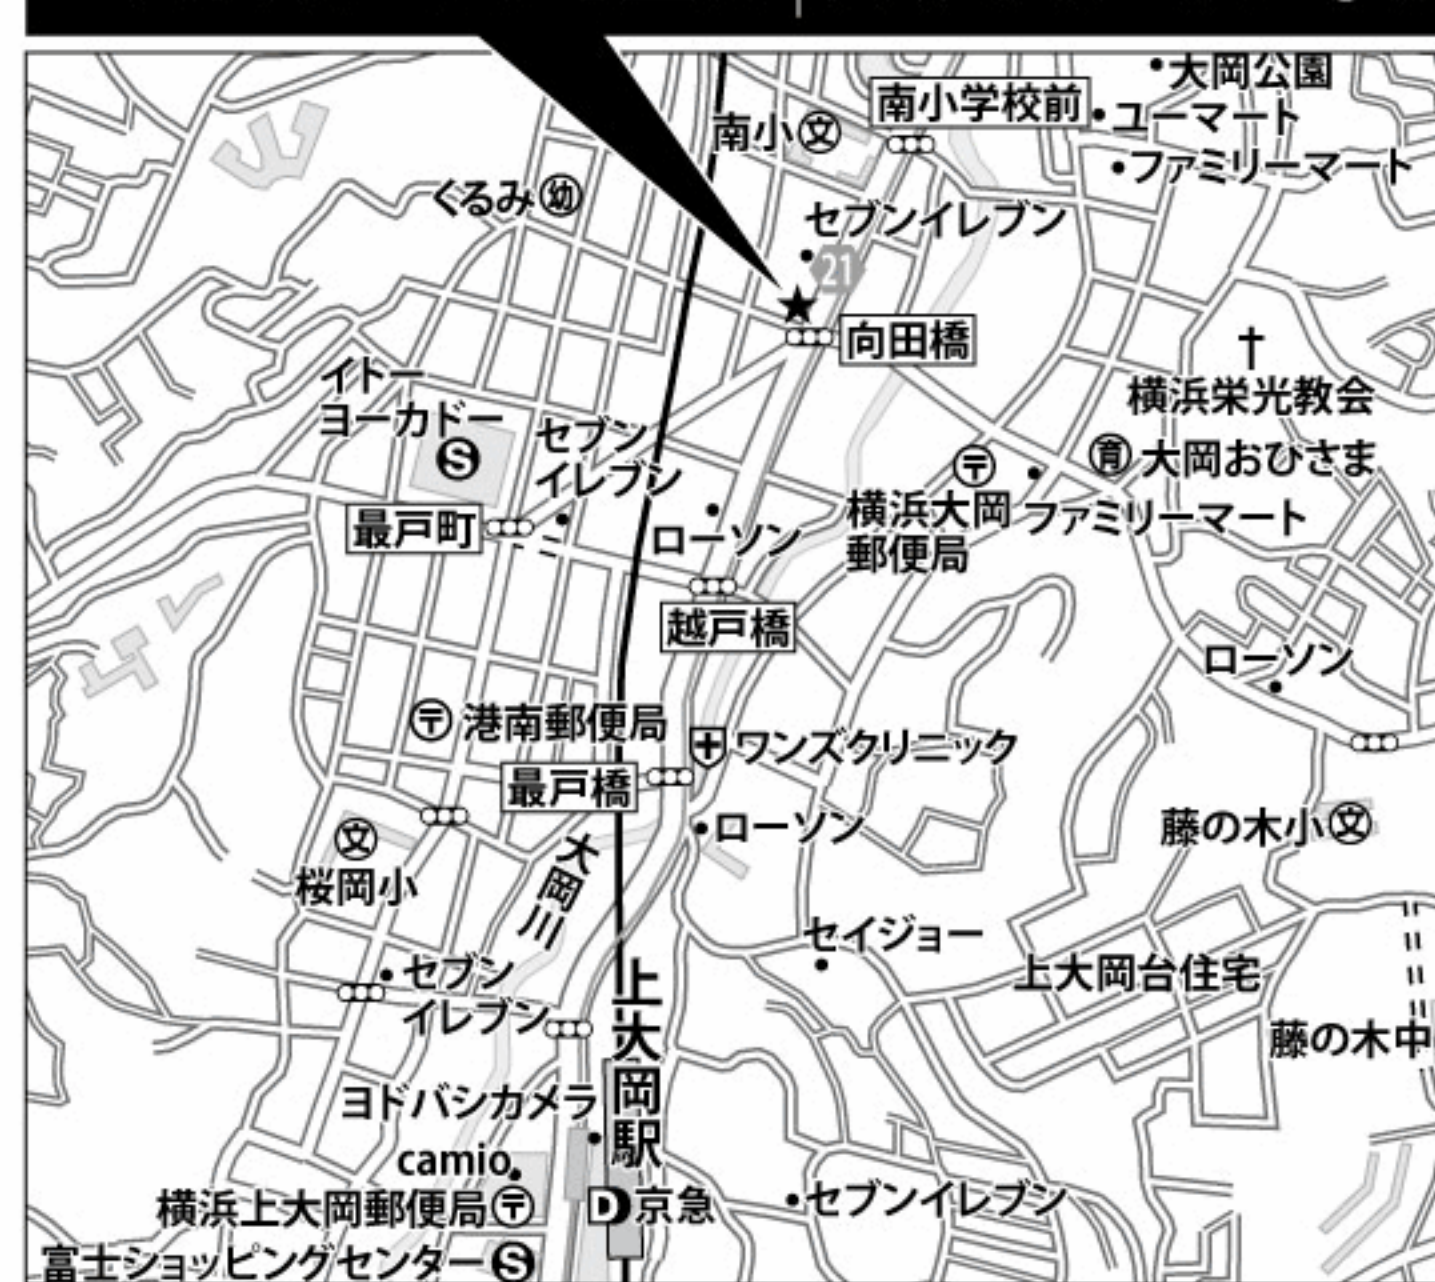 大岡公園
南小学校前
ユーマート
南小
文
ファミリーマート
くるみ
幼
セブンイレブン
21
向田橋
イトー
ヨーカドー
S
横浜栄光教会
セブン
イレブン
〒
育
大岡おひさま
最戸町
ローソン
横浜大岡
郵便局
ファミリーマート
越戸橋
ローソン
〒
港南郵便局
ワンズクリニック
最戸橋
ローソン
藤の木小
文
文
桜岡小
大岡川
セイジョー
セブン
イレブン
上大岡台住宅
上大岡駅
藤の木中
ヨドバシカメラ
camio
横浜上大岡郵便局
〒
D
京急
セブンイレブン
富士ショッピングセンター
S